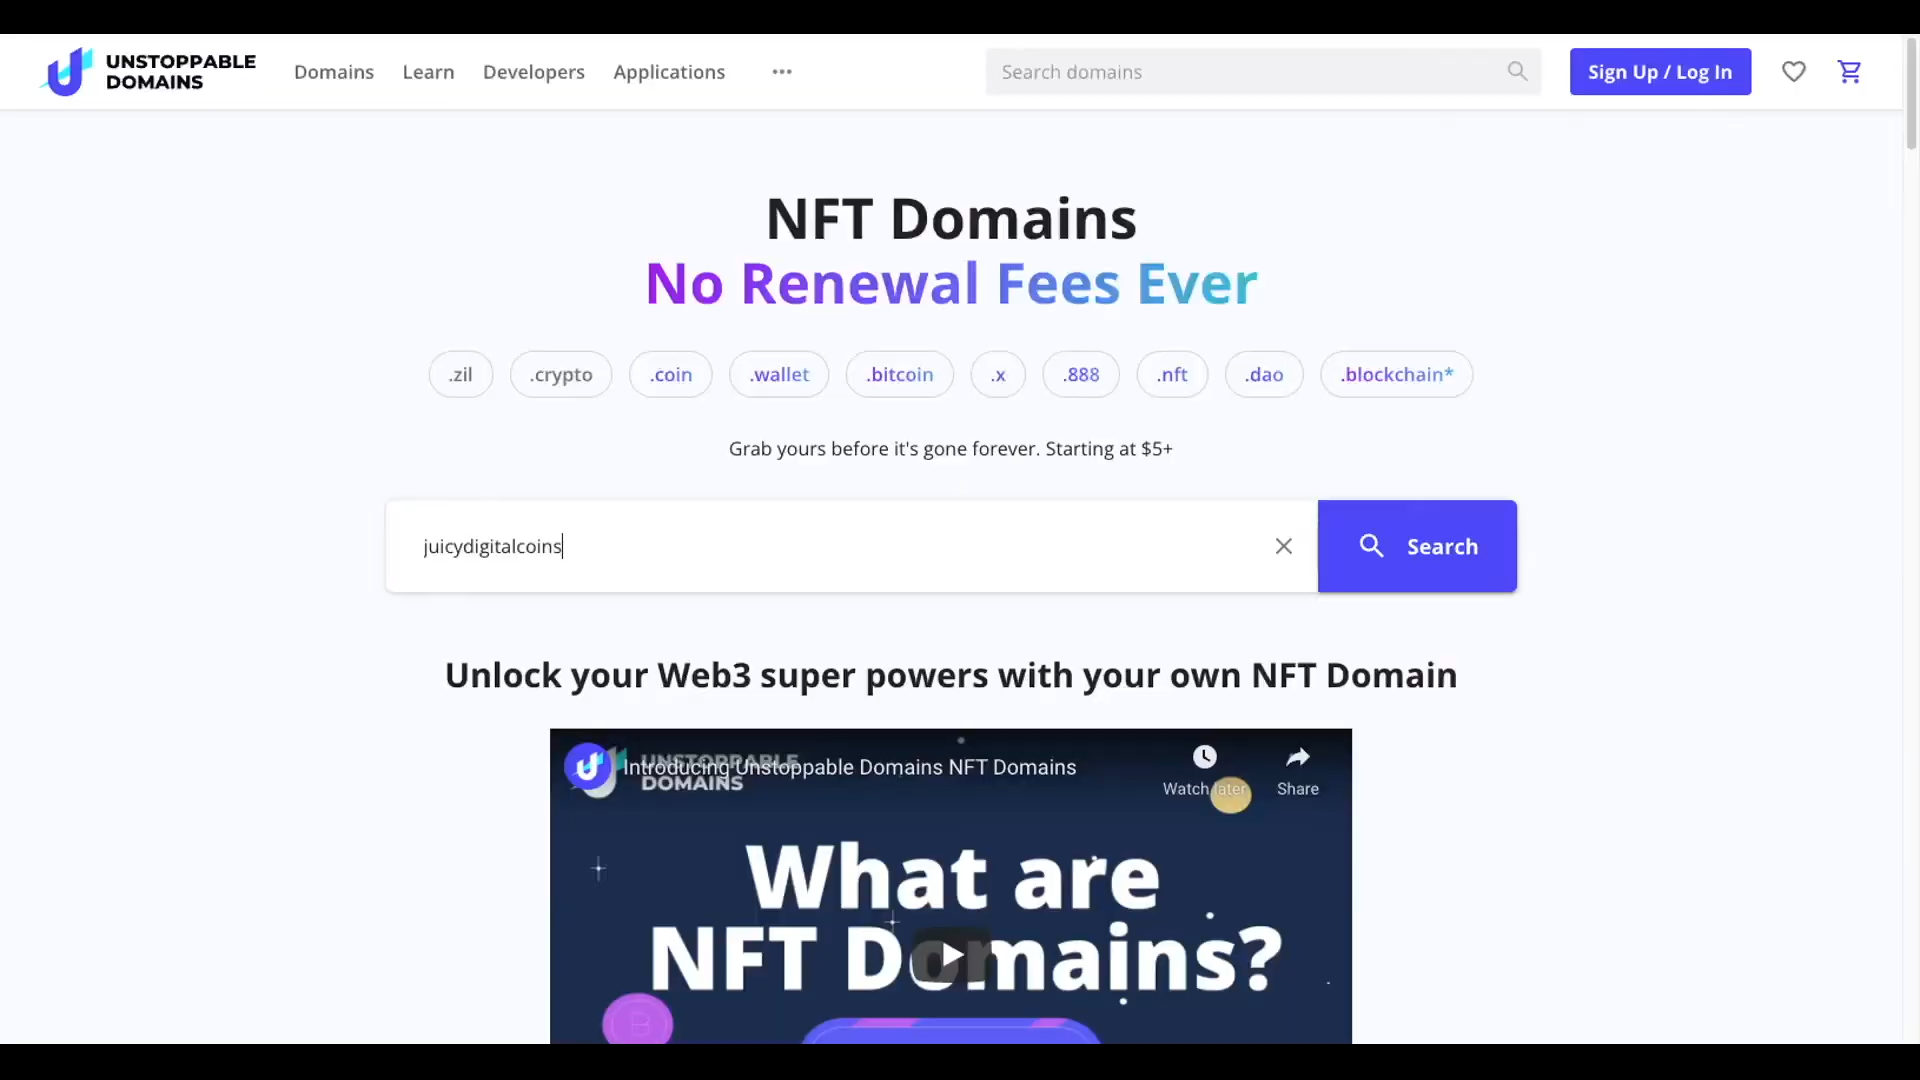 UNSTOPPABLE
DOMAINS
Domains Learn Developers Applications ...
Search domains
Sign Up / Log In
NFT Domains
No Renewal Fees Ever
.zil .crypto .coin .wallet .bitcoin .x .888 .nft .dao .blockchain*
Grab yours before it's gone forever. Starting at $5+
juicydigitalcoins
Search
Unlock your Web3 super powers with your own NFT Domain
UNSTOPPABLE
DOMAINS
Introducing Unstoppable Domains NFT Domains
Watch later Share
What are
NFT Domains?
B